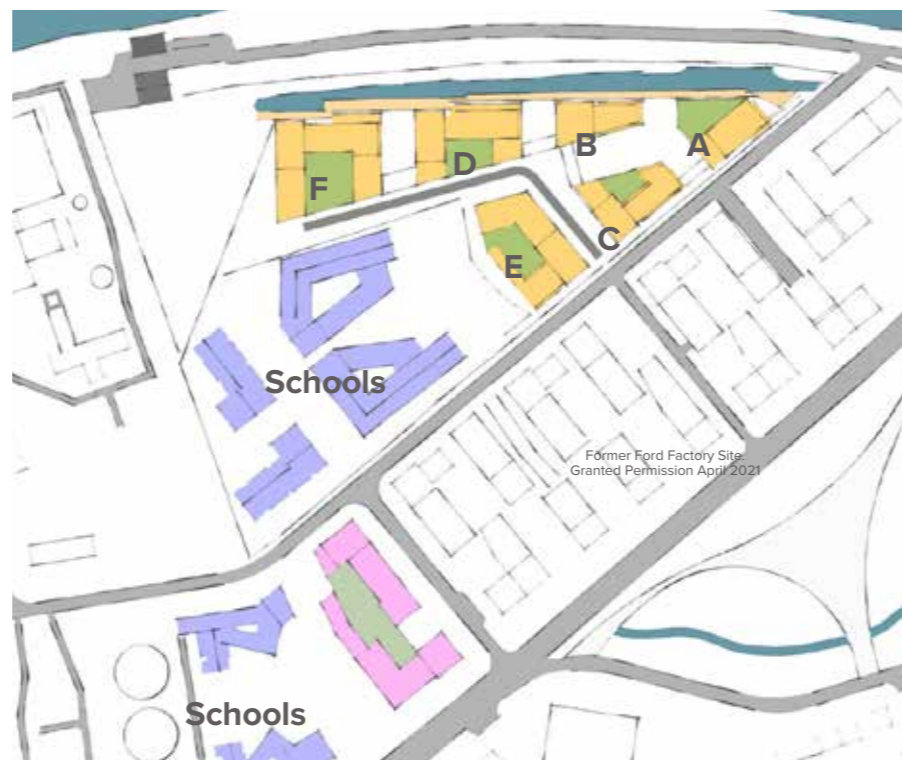 B
A
D
F
C
E
Schools
Former Ford Factory Site.
Granted Permission April 2021
Schools